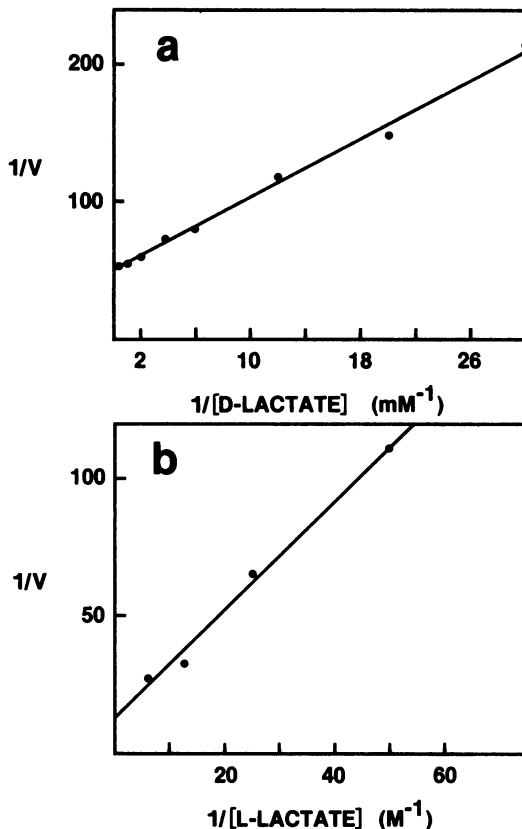 a
200
1/V
100
2 10 18 26
1/[D-LACTATE] (mM⁻¹)
b
100
1/V
50
20 40 60
1/[L-LACTATE] (M⁻¹)